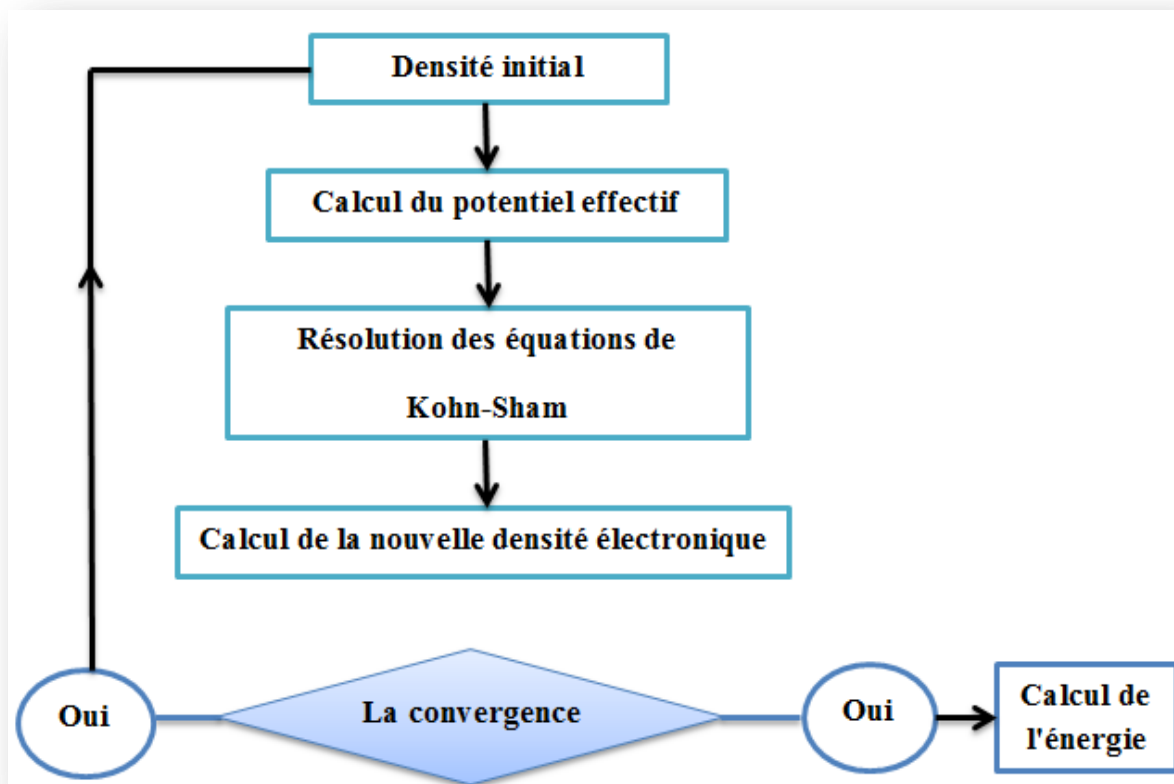 Densité initial
Calcul du potentiel effectif
Résolution des équations de
Kohn-Sham
Calcul de la nouvelle densité électronique
Oui
La convergence
Oui
Calcul de
l'énergie